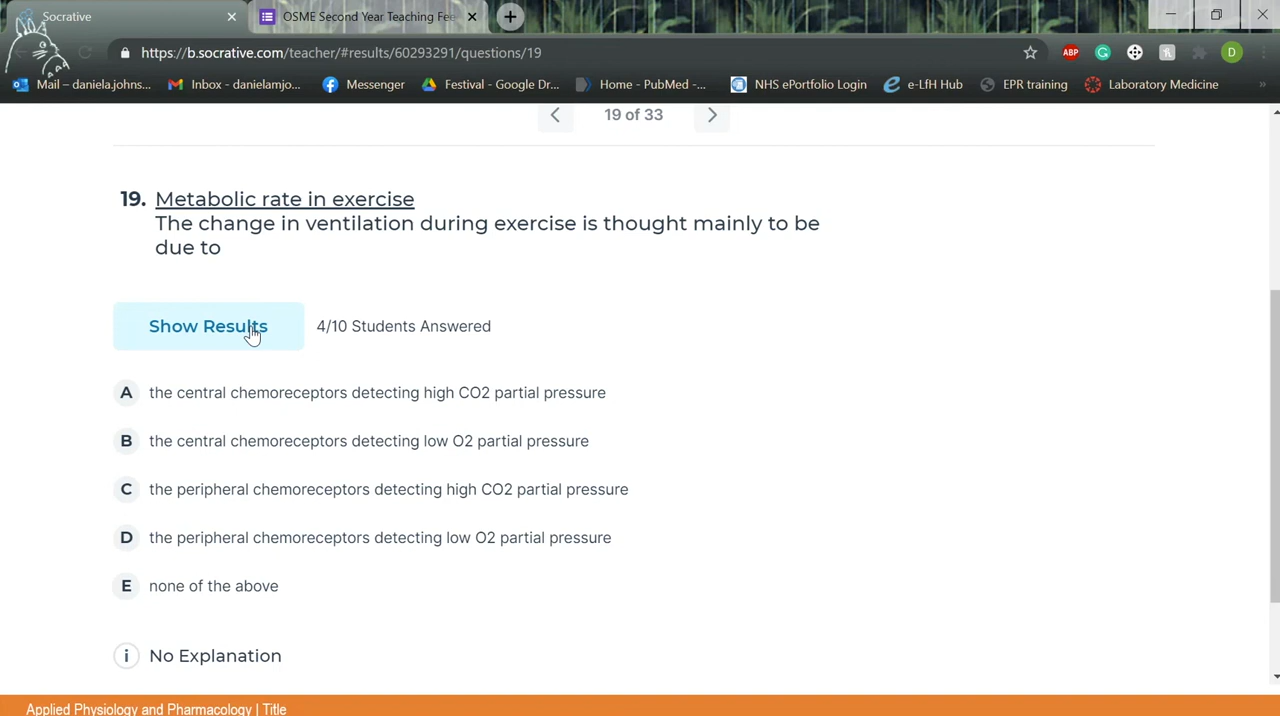 Socrative
OSME Second Year Teaching Fee
https://b.socrative.com/teacher/#results/60293291/questions/19
ABP
D
Mail – daniela.johns...
Inbox - danielamjo...
Messenger
Festival - Google Dr...
Home - PubMed -...
NHS ePortfolio Login
e-LfH Hub
EPR training
Laboratory Medicine
19 of 33
19. Metabolic rate in exercise
The change in ventilation during exercise is thought mainly to be
due to
Show Results
4/10 Students Answered
A the central chemoreceptors detecting high CO2 partial pressure
B the central chemoreceptors detecting low O2 partial pressure
C the peripheral chemoreceptors detecting high CO2 partial pressure
D the peripheral chemoreceptors detecting low O2 partial pressure
E none of the above
i No Explanation
Applied Physiology and Pharmacology | Title